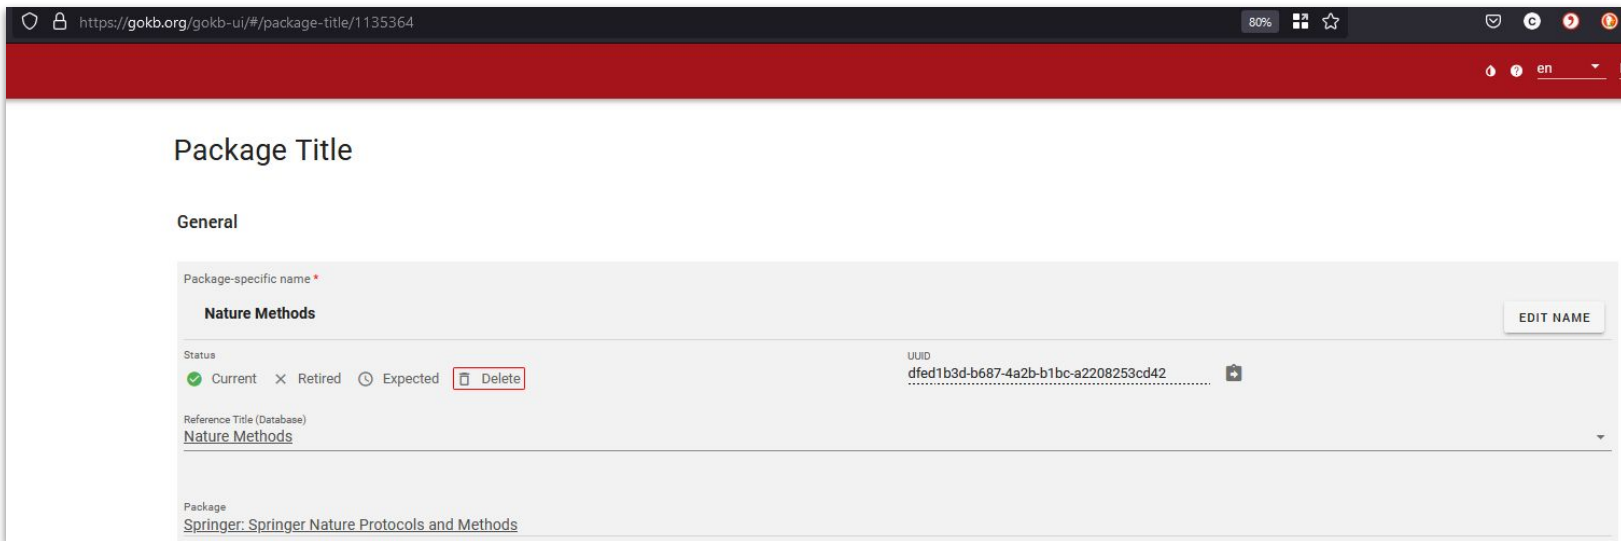 https://gokb.org/gokb-ui/#/package-title/1135364 80%
en
Package Title
General
Package-specific name *
Nature Methods
EDIT NAME
Status
Current Retired Expected Delete
UUID
dfed1b3d-b687-4a2b-b1bc-a2208253cd42
Reference Title (Database)
Nature Methods
Package
Springer: Springer Nature Protocols and Methods